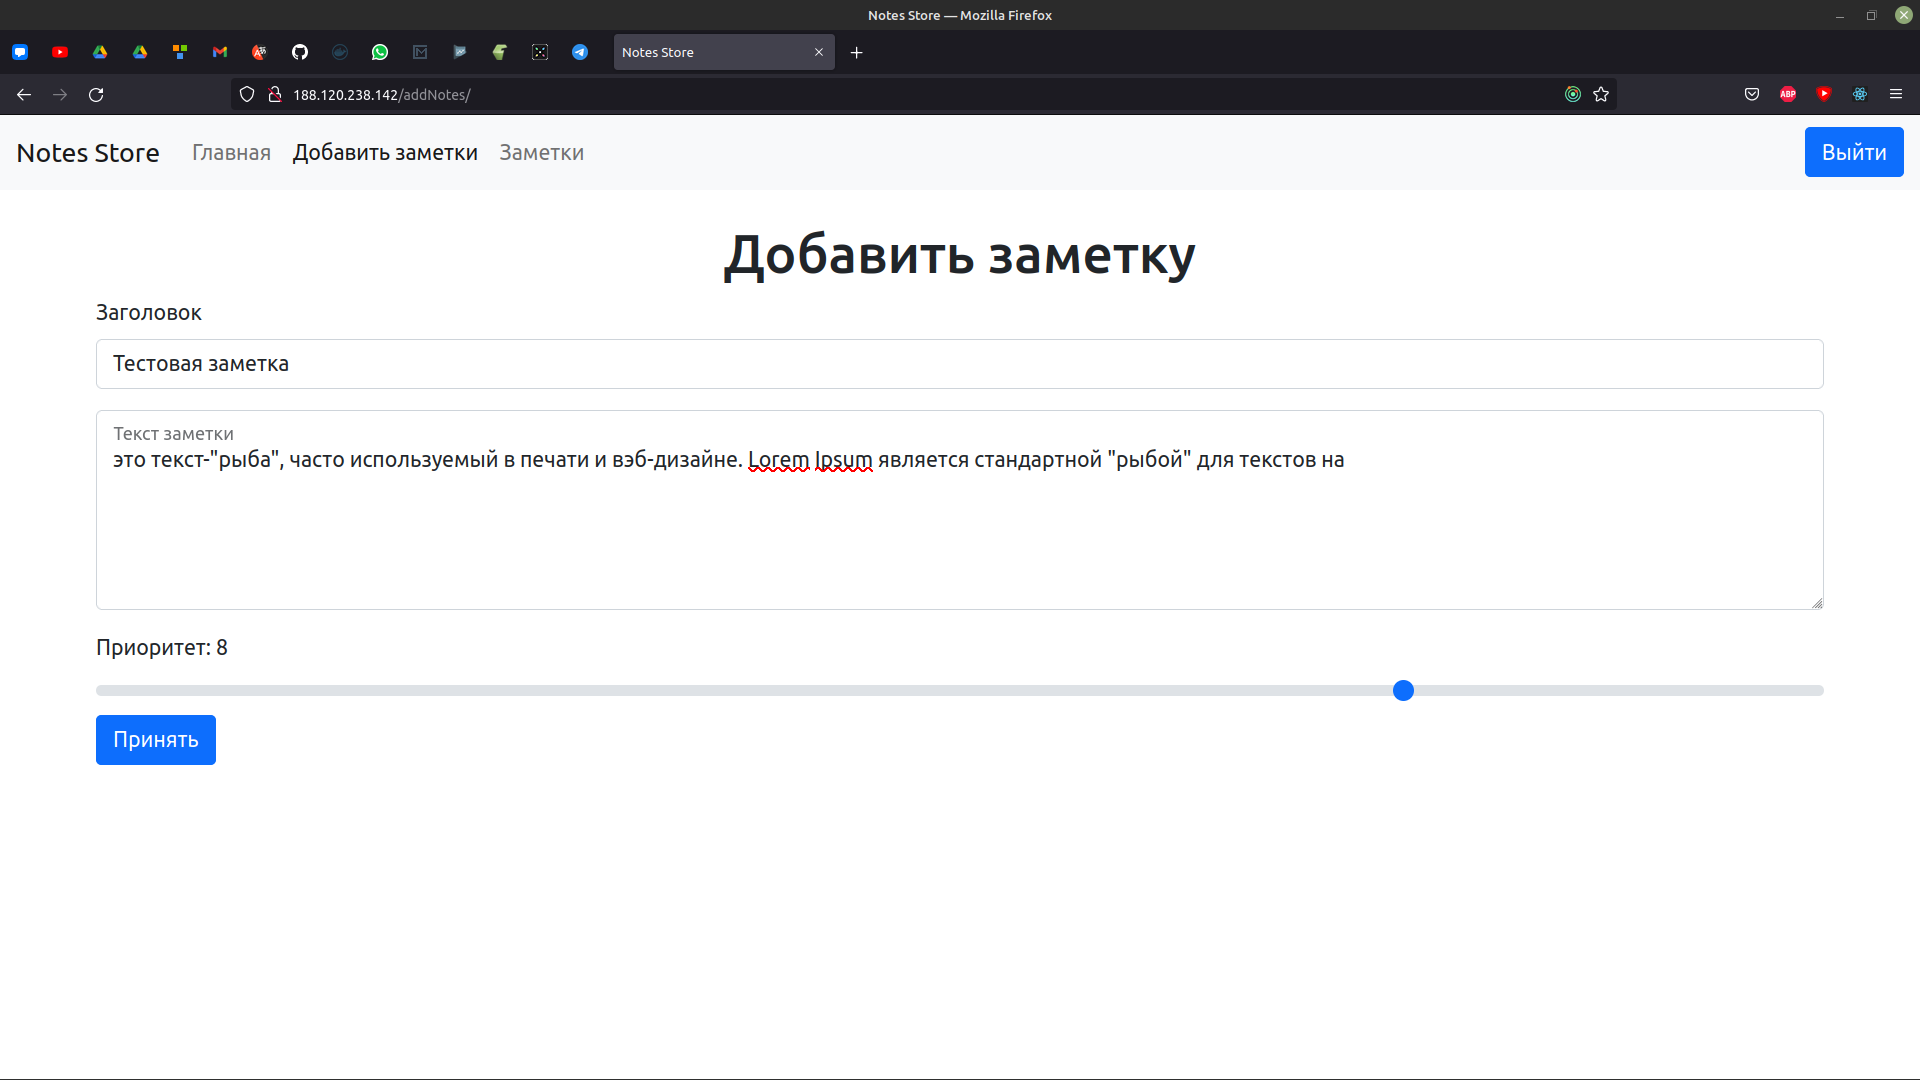 Notes Store — Mozilla Firefox
Notes Store
188.120.238.142/addNotes/
ABP
Notes Store Главная Добавить заметки Заметки Выйти
Добавить заметку
Заголовок
Тестовая заметка
Текст заметки
это текст-"рыба", часто используемый в печати и вэб-дизайне. Lorem Ipsum является стандартной "рыбой" для текстов на
Приоритет: 8
Принять